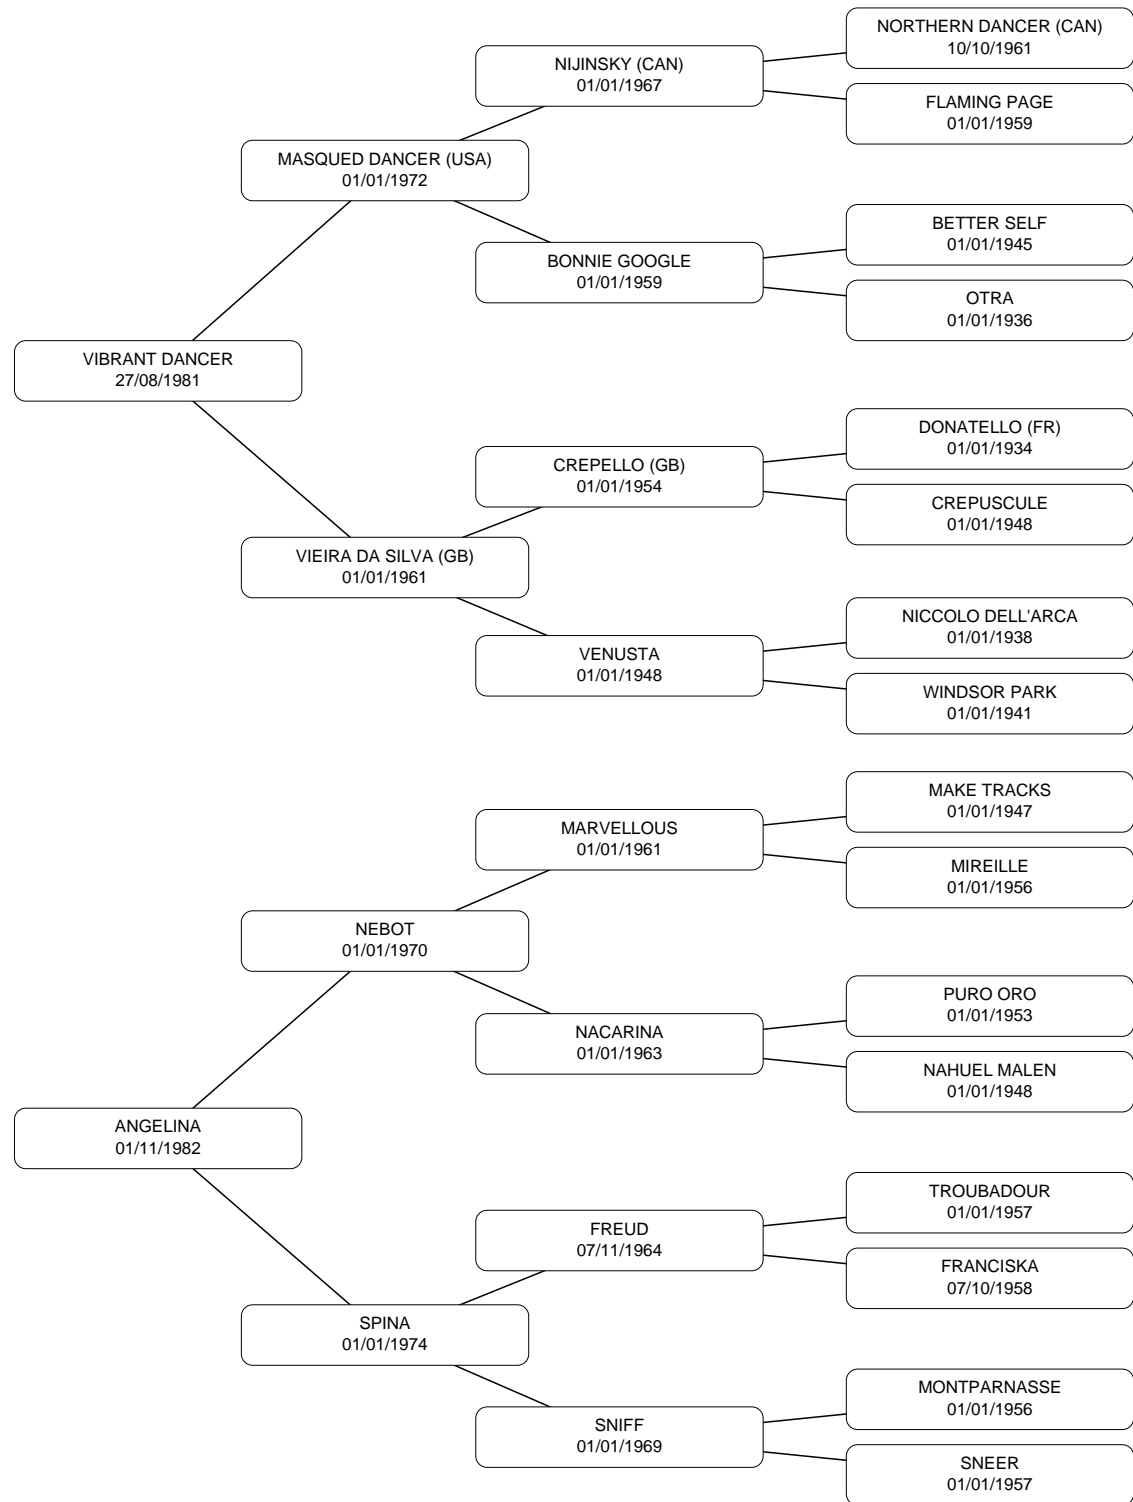 NORTHERN DANCER (CAN)
10/10/1961
NIJINSKY (CAN)
01/01/1967
FLAMING PAGE
01/01/1959
MASQUED DANCER (USA)
01/01/1972
BETTER SELF
01/01/1945
BONNIE GOOGLE
01/01/1959
OTRA
01/01/1936
VIBRANT DANCER
27/08/1981
DONATELLO (FR)
01/01/1934
CREPELLO (GB)
01/01/1954
CREPUSCULE
01/01/1948
VIEIRA DA SILVA (GB)
01/01/1961
NICCOLO DELL'ARCA
01/01/1938
VENUSTA
01/01/1948
WINDSOR PARK
01/01/1941
MAKE TRACKS
01/01/1947
MARVELLOUS
01/01/1961
MIREILLE
01/01/1956
NEBOT
01/01/1970
PURO ORO
01/01/1953
NACARINA
01/01/1963
NAHUEL MALEN
01/01/1948
ANGELINA
01/11/1982
TROUBADOUR
01/01/1957
FREUD
07/11/1964
FRANCISKA
07/10/1958
SPINA
01/01/1974
MONTPARNASSE
01/01/1956
SNIFF
01/01/1969
SNEER
01/01/1957